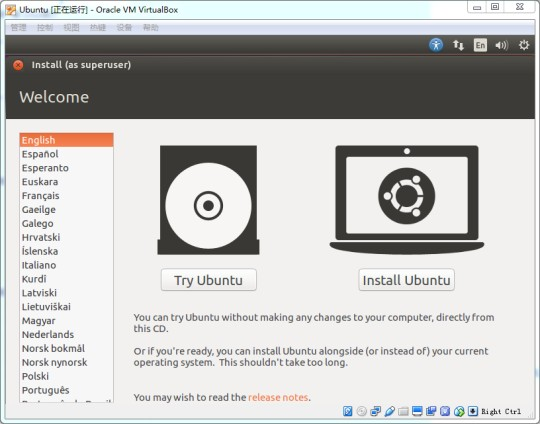 Ubuntu [正在运行] - Oracle VM VirtualBox
管理 控制 视图 热键 设备 帮助
En
Install (as superuser)
Welcome
English
Español
Esperanto
Euskara
Français
Gaeilge
Galego
Hrvatski
Íslenska
Italiano
Kurdî
Latviski
Lietuviškai
Magyar
Nederlands
Norsk bokmål
Norsk nynorsk
Polski
Português
Try Ubuntu
Install Ubuntu
You can try Ubuntu without making any changes to your computer, directly from
this CD.
Or if you're ready, you can install Ubuntu alongside (or instead of) your current
operating system. This shouldn't take too long.
You may wish to read the release notes.
Right Ctrl